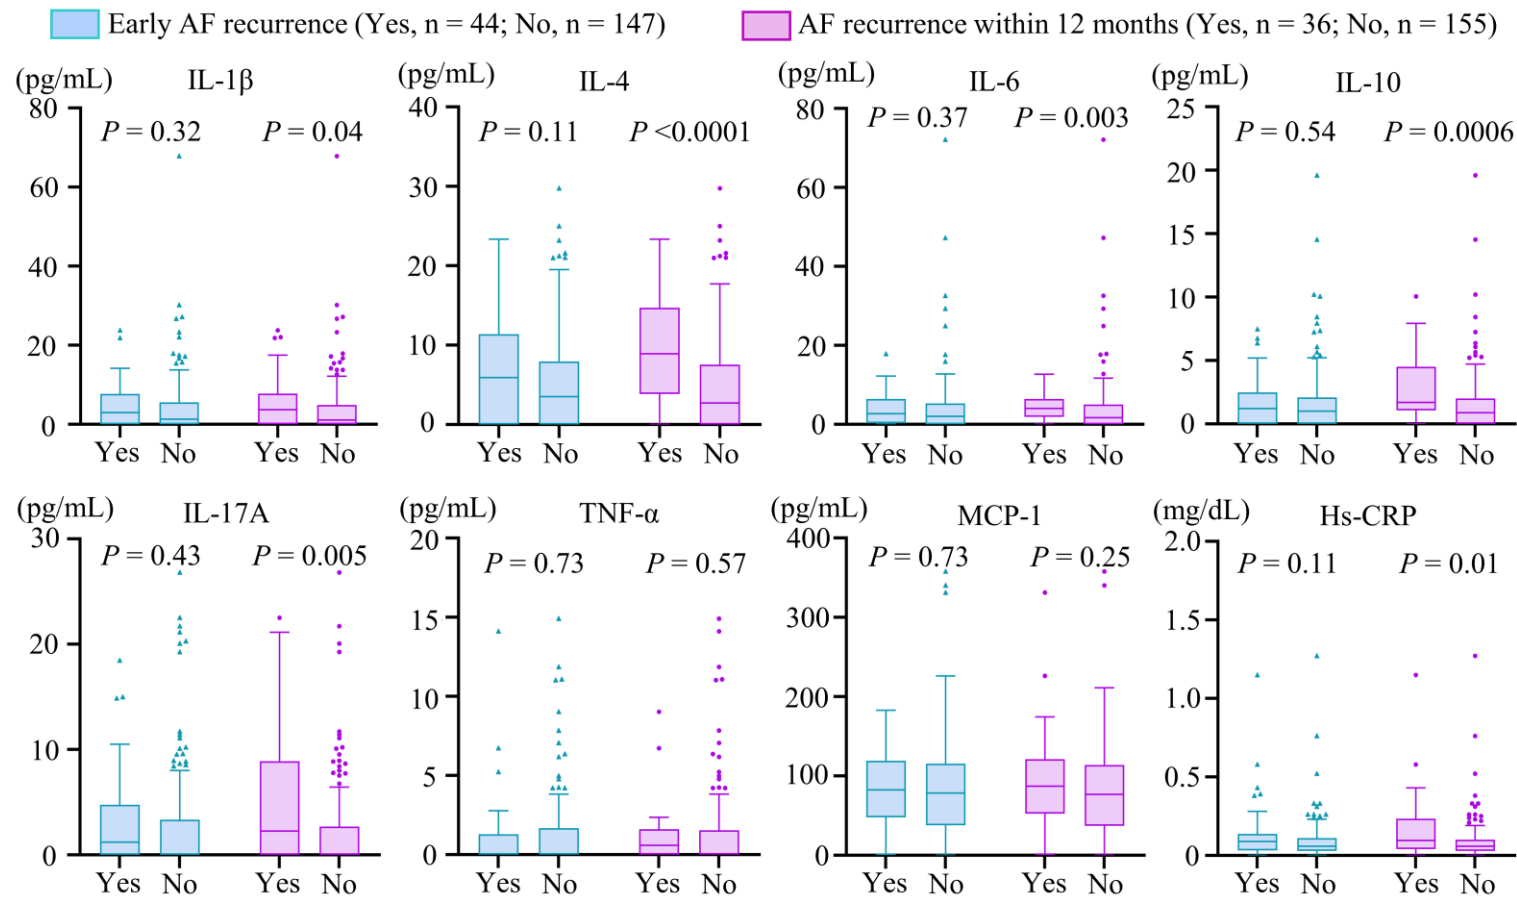 Early AF recurrence (Yes, n = 44; No, n = 147)
AF recurrence within 12 months (Yes, n = 36; No, n = 155)
(pg/mL)
IL-1β
80
60
40
20
0
P = 0.32
P = 0.04
Yes
No
Yes
No
(pg/mL)
IL-4
40
30
20
10
0
P = 0.11
P <0.0001
Yes
No
Yes
No
(pg/mL)
IL-6
80
60
40
20
0
P = 0.37
P = 0.003
Yes
No
Yes
No
(pg/mL)
IL-10
25
20
15
10
5
0
P = 0.54
P = 0.0006
Yes
No
Yes
No
(pg/mL)
IL-17A
30
20
10
0
P = 0.43
P = 0.005
Yes
No
Yes
No
(pg/mL)
TNF-α
20
15
10
5
0
P = 0.73
P = 0.57
Yes
No
Yes
No
(pg/mL)
MCP-1
400
300
200
100
0
P = 0.73
P = 0.25
Yes
No
Yes
No
(mg/dL)
Hs-CRP
2.0
1.5
1.0
0.5
0
P = 0.11
P = 0.01
Yes
No
Yes
No